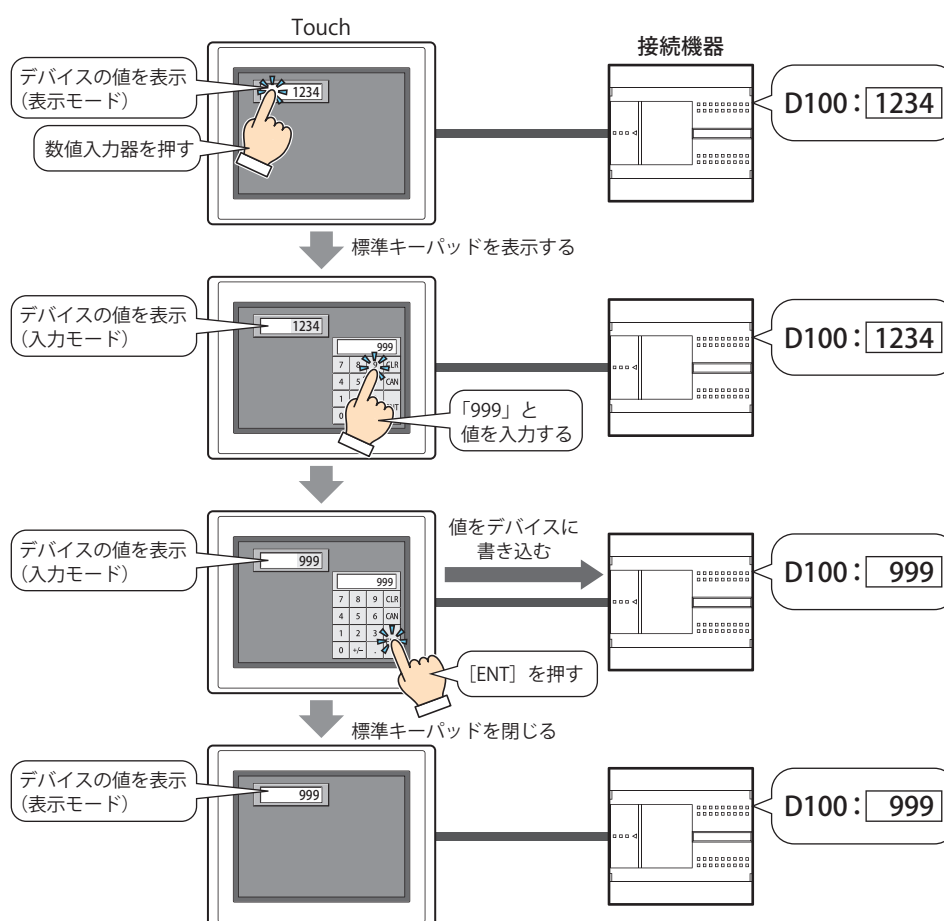 Touch
接続機器
デバイスの値を表示
（表示モード）
1234
D100：1234
数値入力器を押す
標準キーパッドを表示する
デバイスの値を表示
（入力モード）
1234
D100：1234
999
7 8 9 CLR
4 5 CAN
1
0
「999」と
値を入力する
値をデバイスに
書き込む
デバイスの値を表示
（入力モード）
999
D100：999
999
7 8 9 CLR
4 5 6 CAN
1 2 3
0 +/- .
［ENT］を押す
標準キーパッドを閉じる
デバイスの値を表示
（表示モード）
999
D100：999